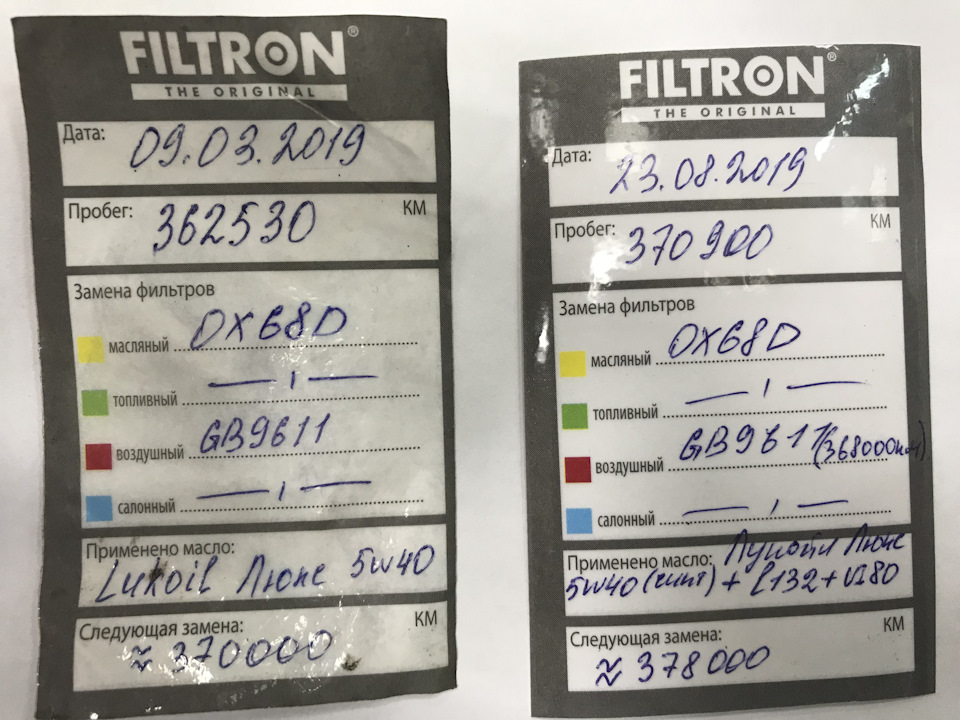 FILTRON®
THE ORIGINAL
Дата: 09.03.2019
Пробег: 362530 КМ
Замена фильтров
масляный OX68D
топливный — ı —
воздушный GB9611
салонный — ı —
Применено масло:
Lukoil Люкс 5w40
Следующая замена: КМ
≈ 370000
FILTRON®
THE ORIGINAL
Дата: 23.08.2019
Пробег: 370900 КМ
Замена фильтров
масляный OX68D
топливный — ı —
воздушный GB9611 (368000км)
салонный — ı —
Применено масло: Лукойл Люкс
5w40 (синт) + L132 + VI80
Следующая замена: КМ
≈ 378000